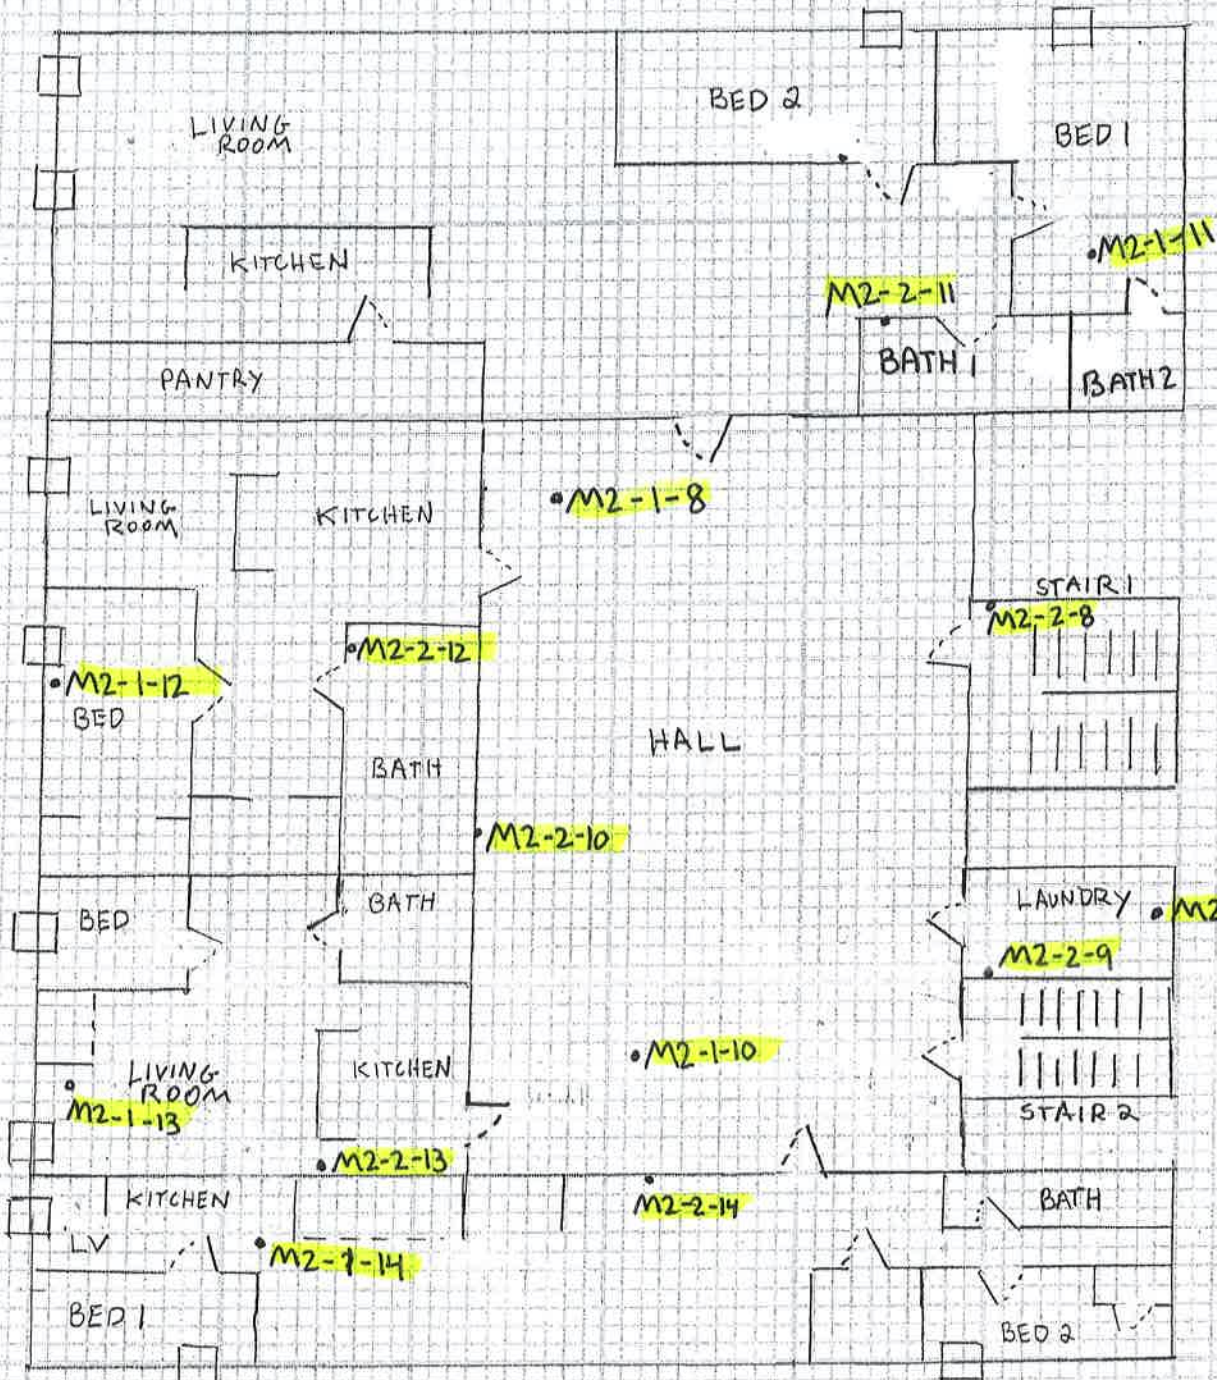 BED 2
LIVING
ROOM
BED 1
KITCHEN
M2-1-11
M2-2-11
BATH 1
PANTRY
BATH 2
M2-1-8
LIVING
ROOM
KITCHEN
STAIR 1
M2-2-8
M2-2-12
M2-1-12
BED
HALL
BATH
M2-2-10
LAUNDRY
M2
BATH
BED
M2-2-9
M2-1-10
KITCHEN
LIVING
ROOM
M2-1-13
STAIR 2
M2-2-13
KITCHEN
M2-2-14
BATH
LV
M2-1-14
BED 1
BED 2